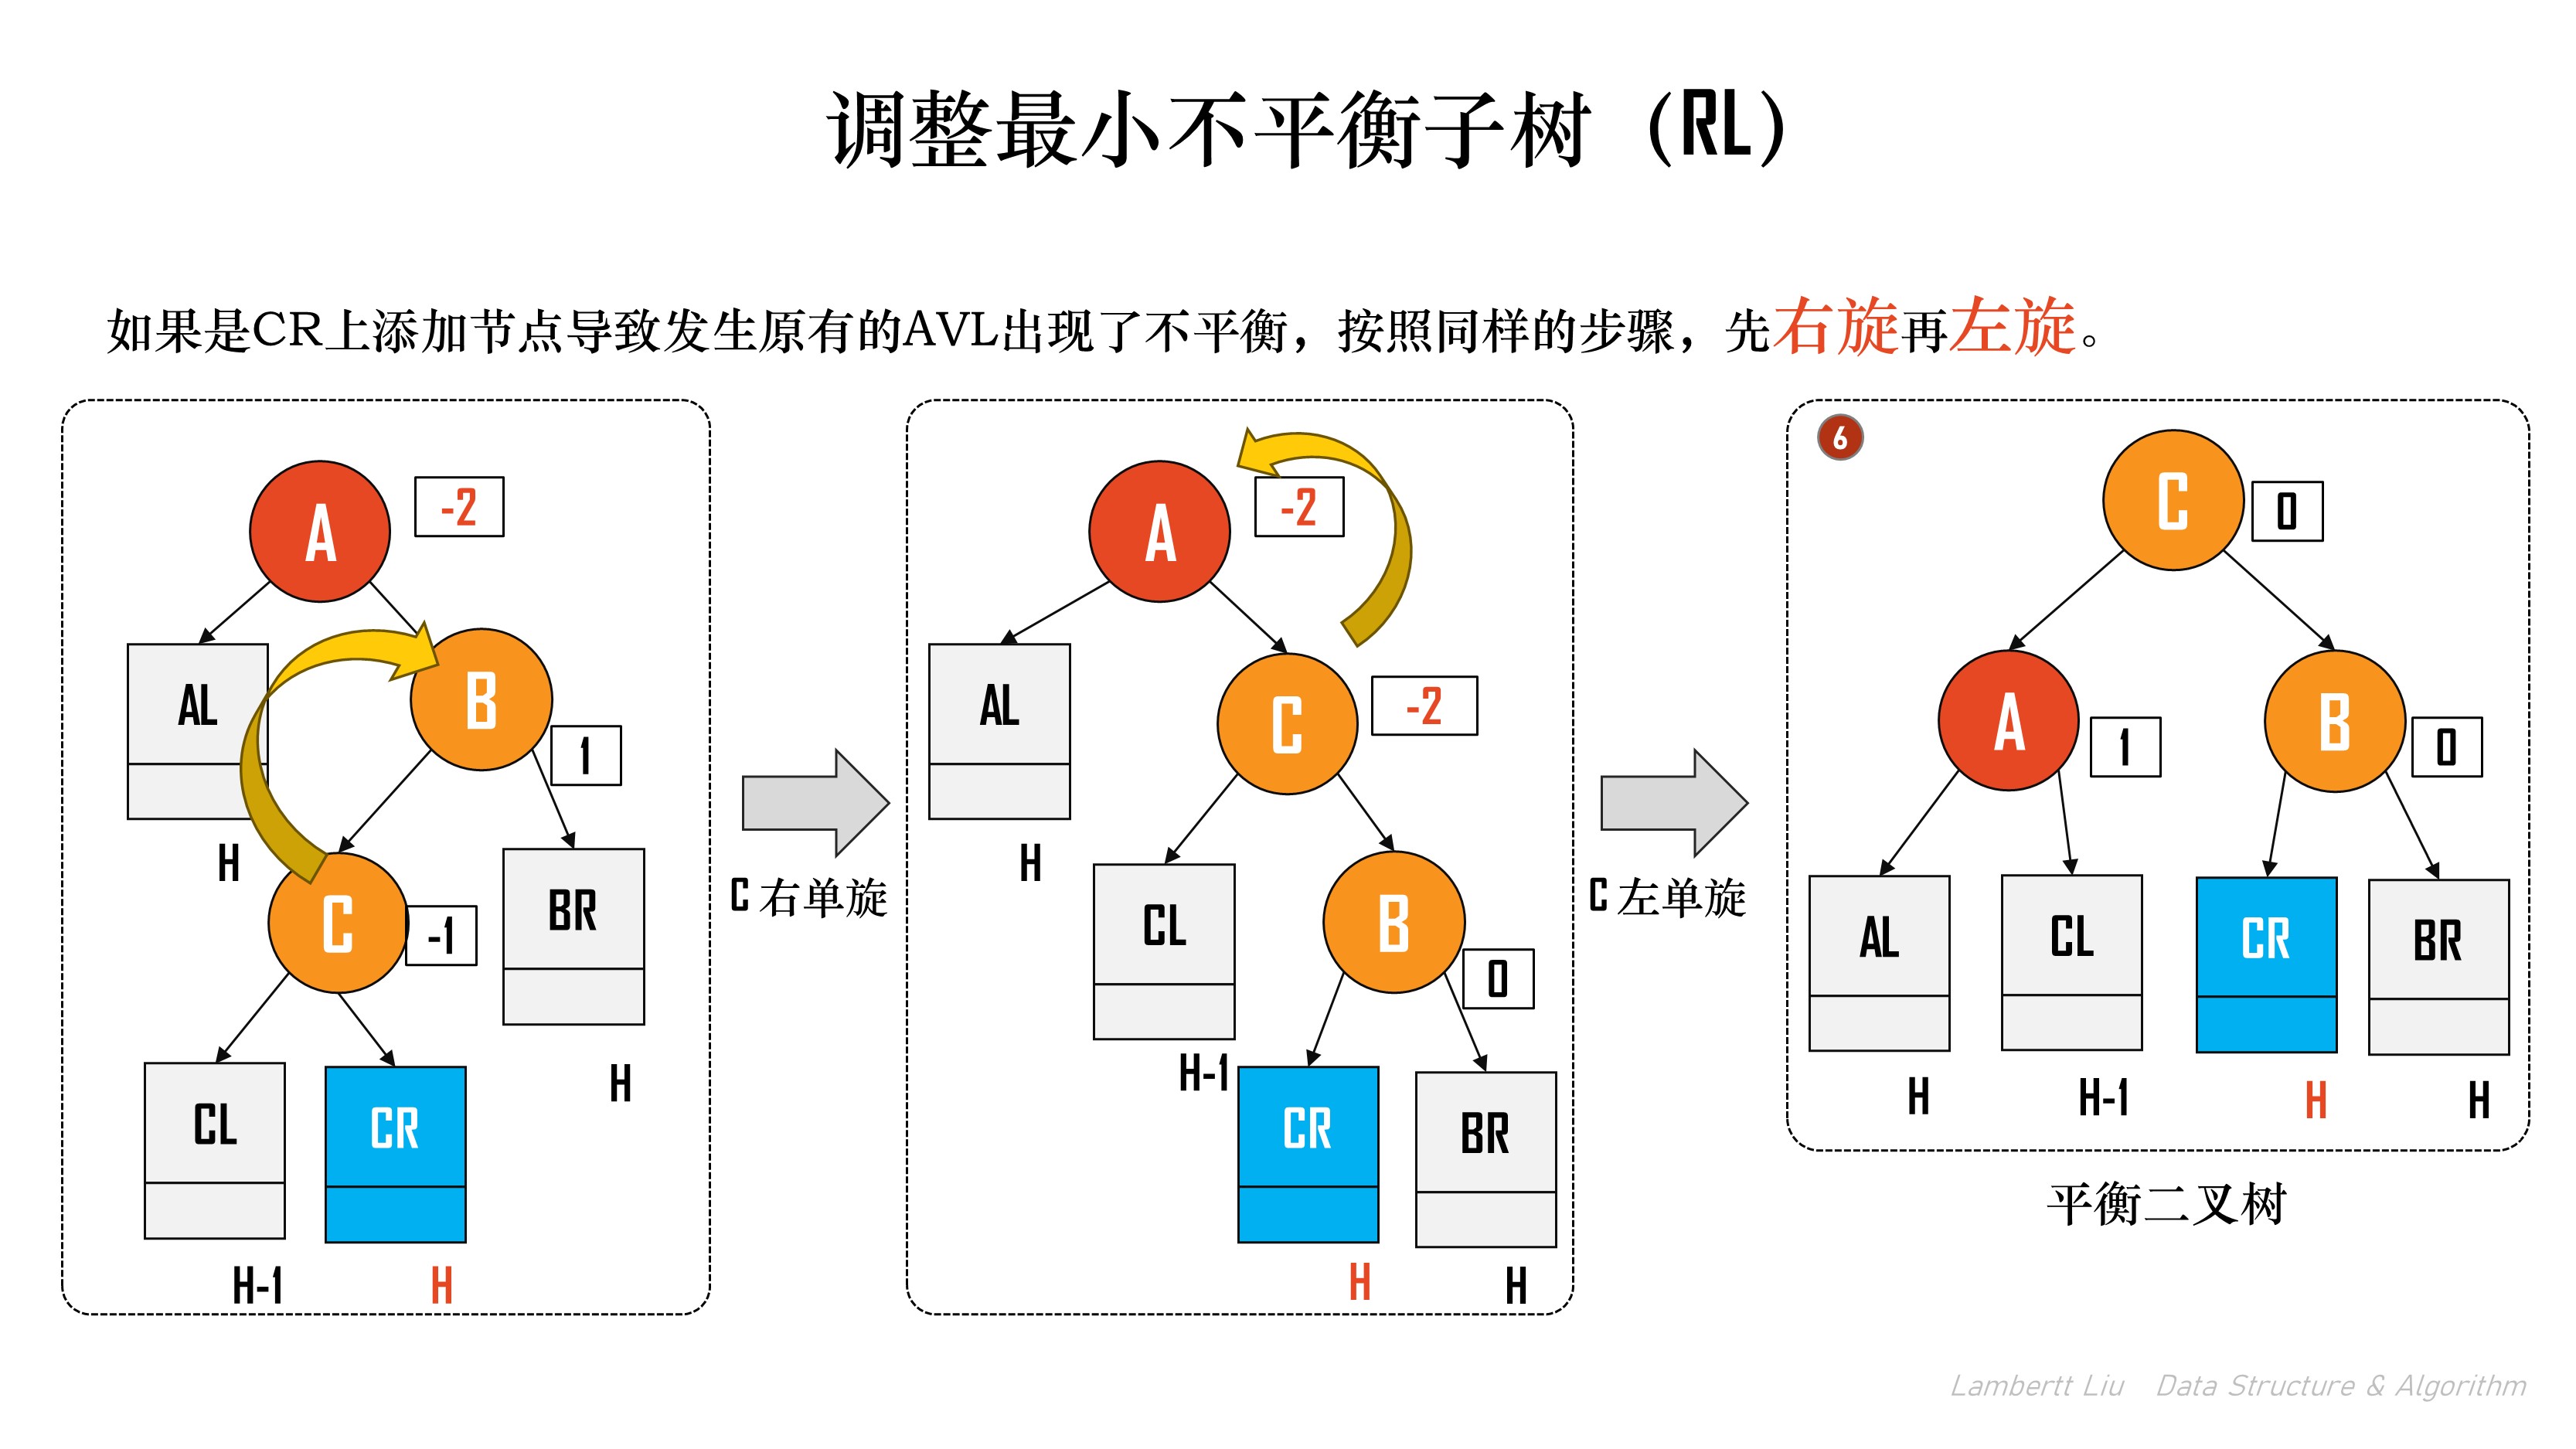 调整最小不平衡子树（RL）
如果是CR上添加节点导致发生原有的AVL出现了不平衡，按照同样的步骤，先右旋再左旋。
A
-2
AL
H
B
1
C
-1
BR
H
CL
H-1
CR
H
C 右单旋
A
-2
AL
H
C
-2
CL
H-1
B
0
CR
H
BR
H
C 左单旋
6
C
0
A
1
B
0
AL
H
CL
H-1
CR
H
BR
H
平衡二叉树
Lambertt Liu Data Structure & Algorithm